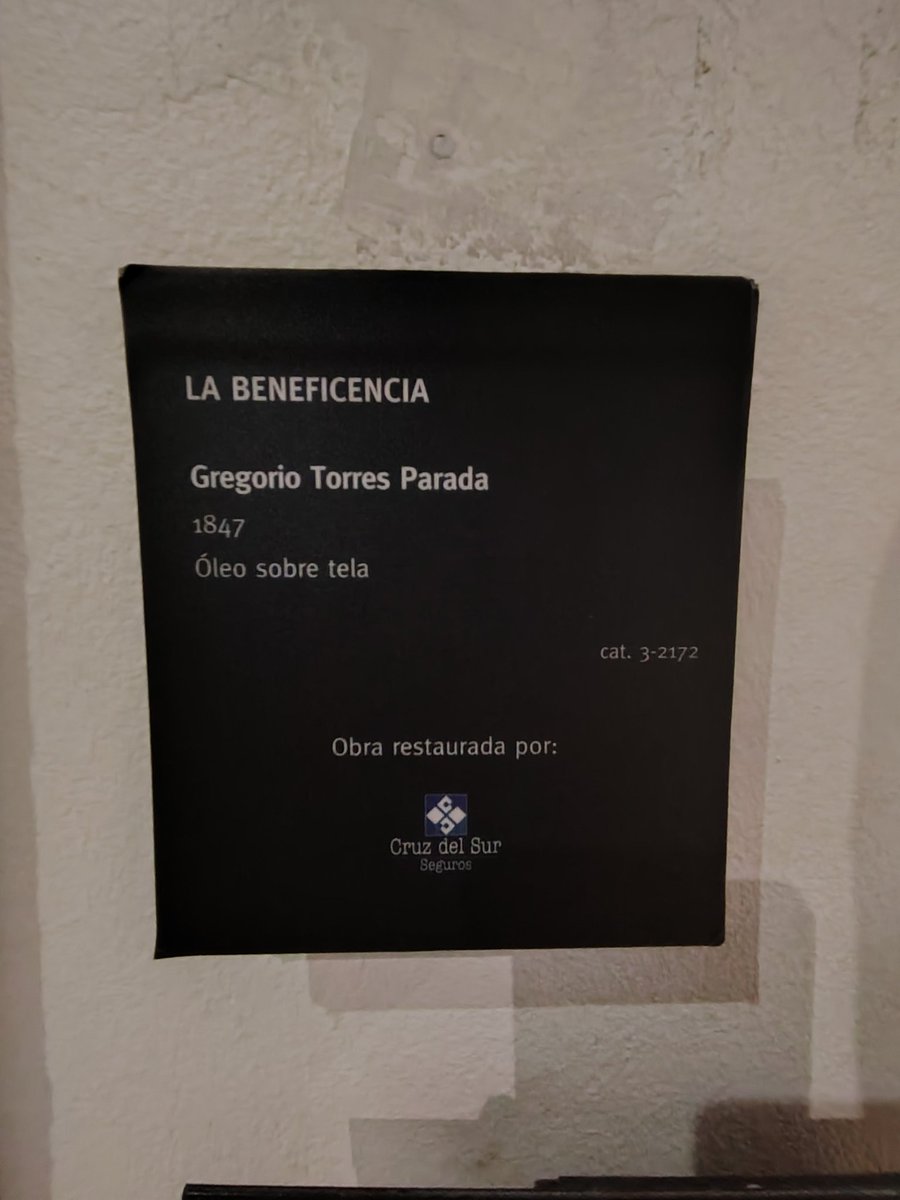 LA BENEFICENCIA
Gregorio Torres Parada
1847
Óleo sobre tela
cat. 3-2172
Obra restaurada por:
Cruz del Sur
Seguros